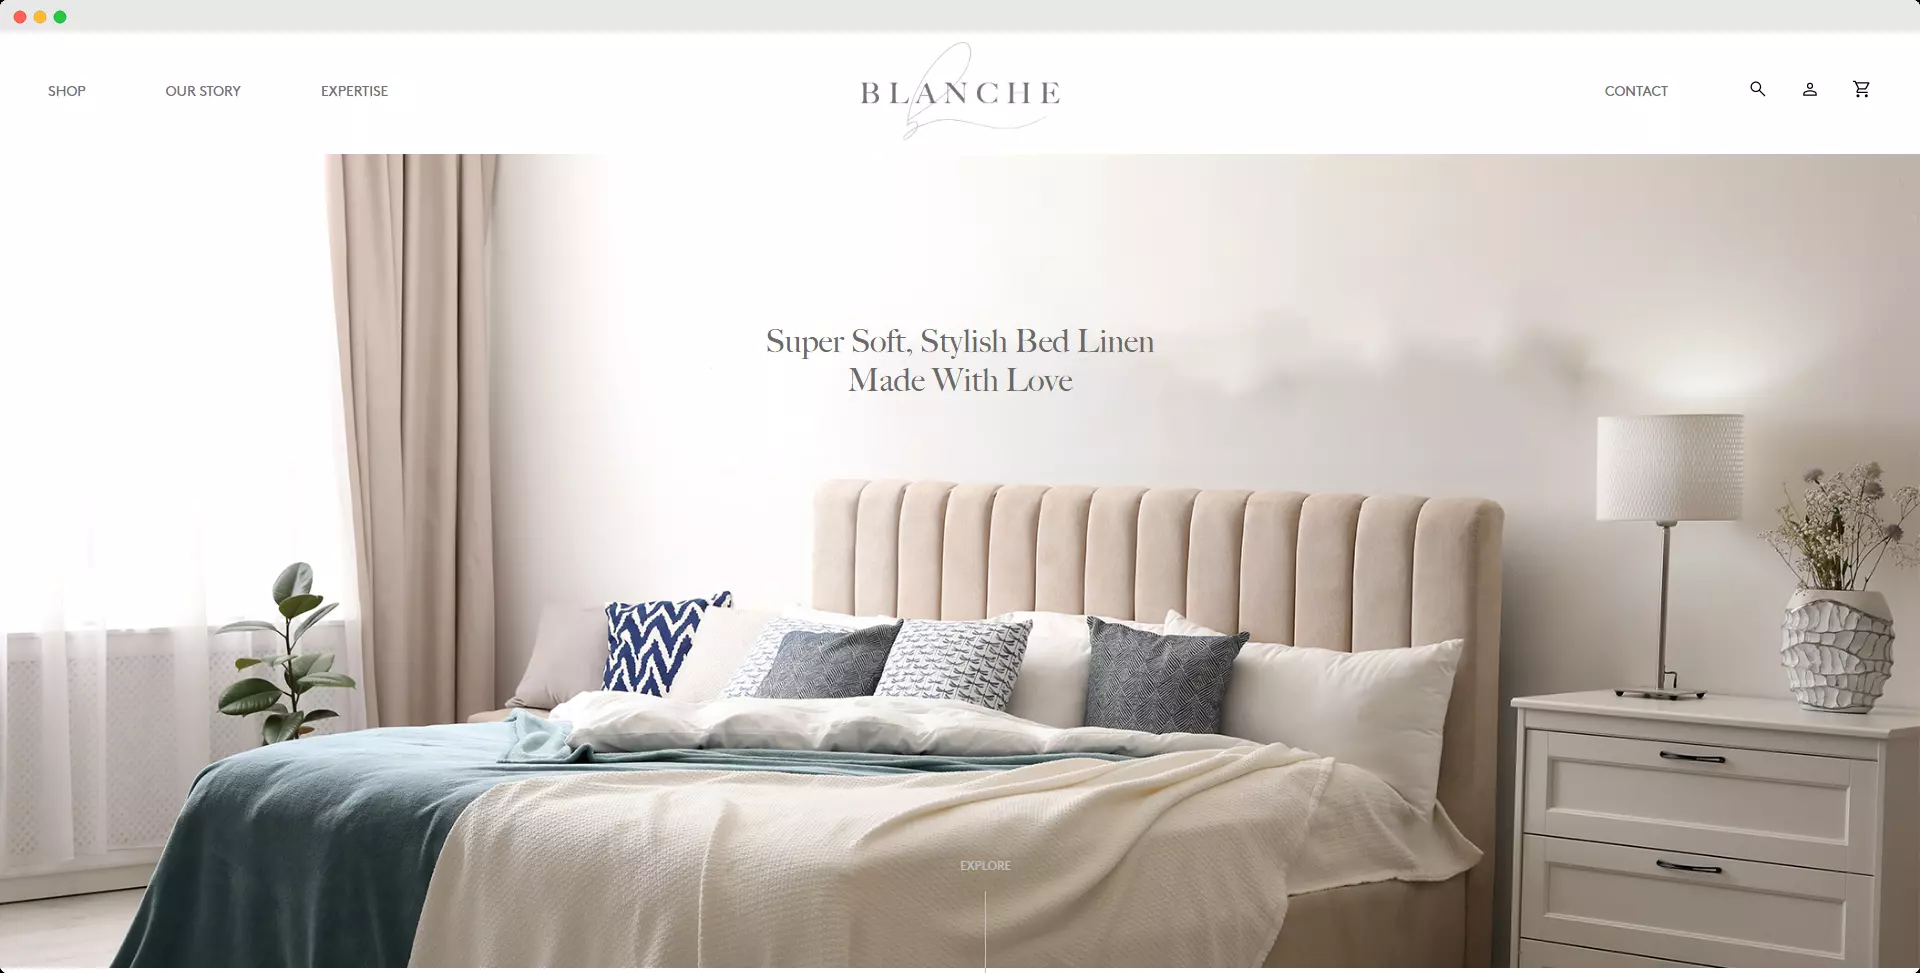 SHOP
OUR STORY
EXPERTISE
BLANCHE
CONTACT
Super Soft, Stylish Bed Linen
Made With Love
EXPLORE